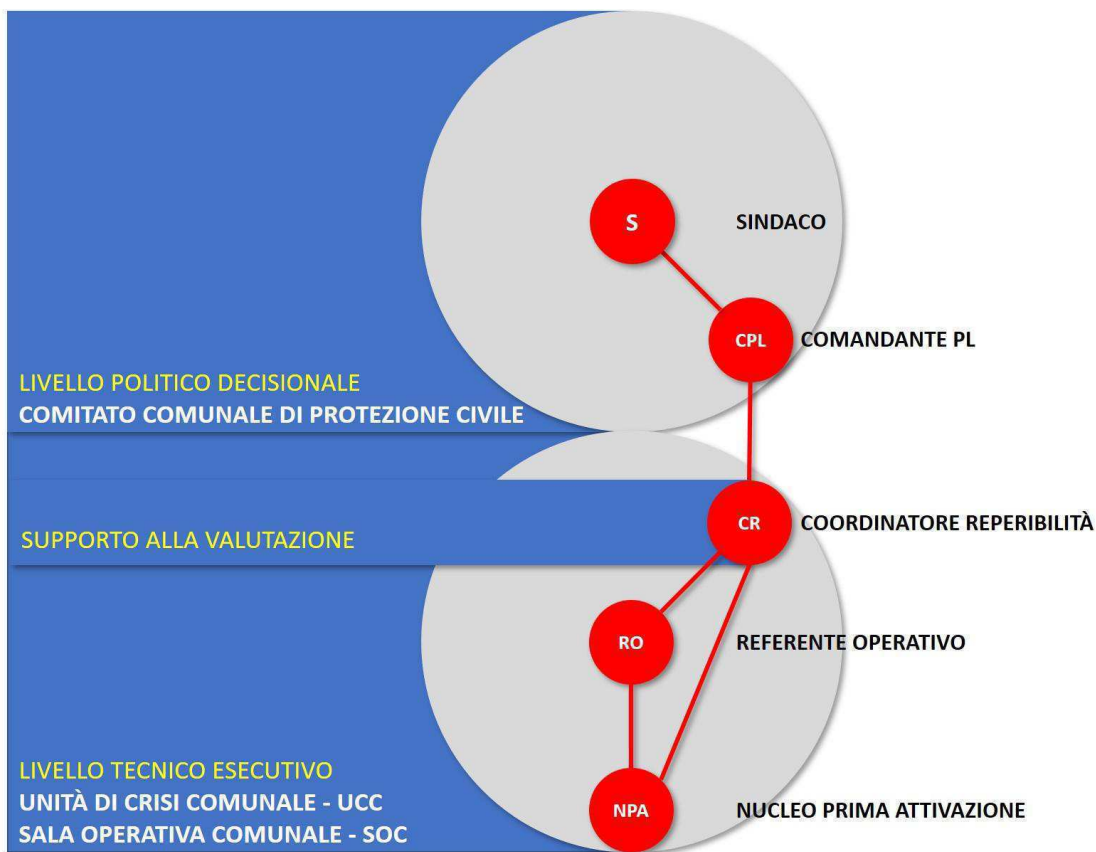 S
SINDACO
CPL
COMANDANTE PL
LIVELLO POLITICO DECISIONALE
COMITATO COMUNALE DI PROTEZIONE CIVILE
CR
COORDINATORE REPERIBILITÀ
SUPPORTO ALLA VALUTAZIONE
RO
REFERENTE OPERATIVO
LIVELLO TECNICO ESECUTIVO
UNITÀ DI CRISI COMUNALE - UCC
SALA OPERATIVA COMUNALE - SOC
NPA
NUCLEO PRIMA ATTIVAZIONE